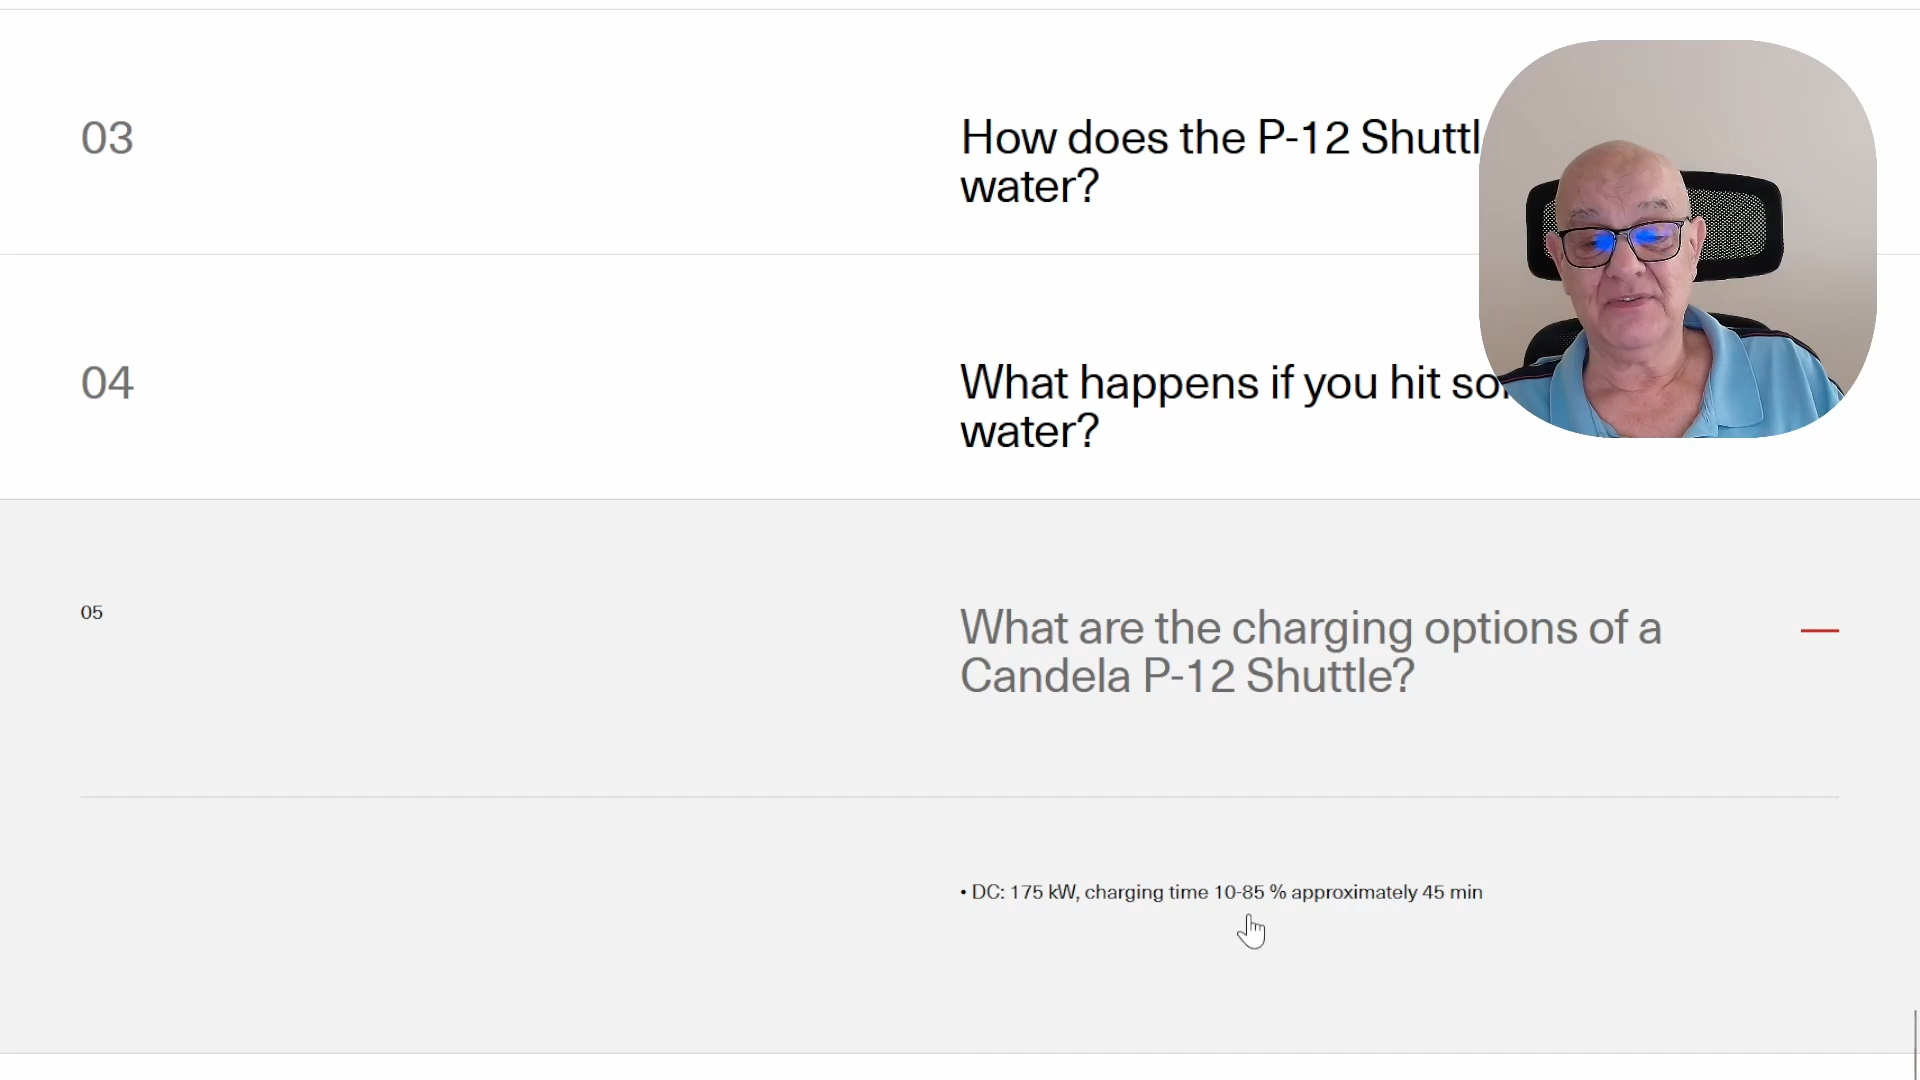 03
How does the P-12 Shuttl
water?
04
What happens if you hit so
water?
05
What are the charging options of a
Candela P-12 Shuttle?
• DC: 175 kW, charging time 10-85 % approximately 45 min